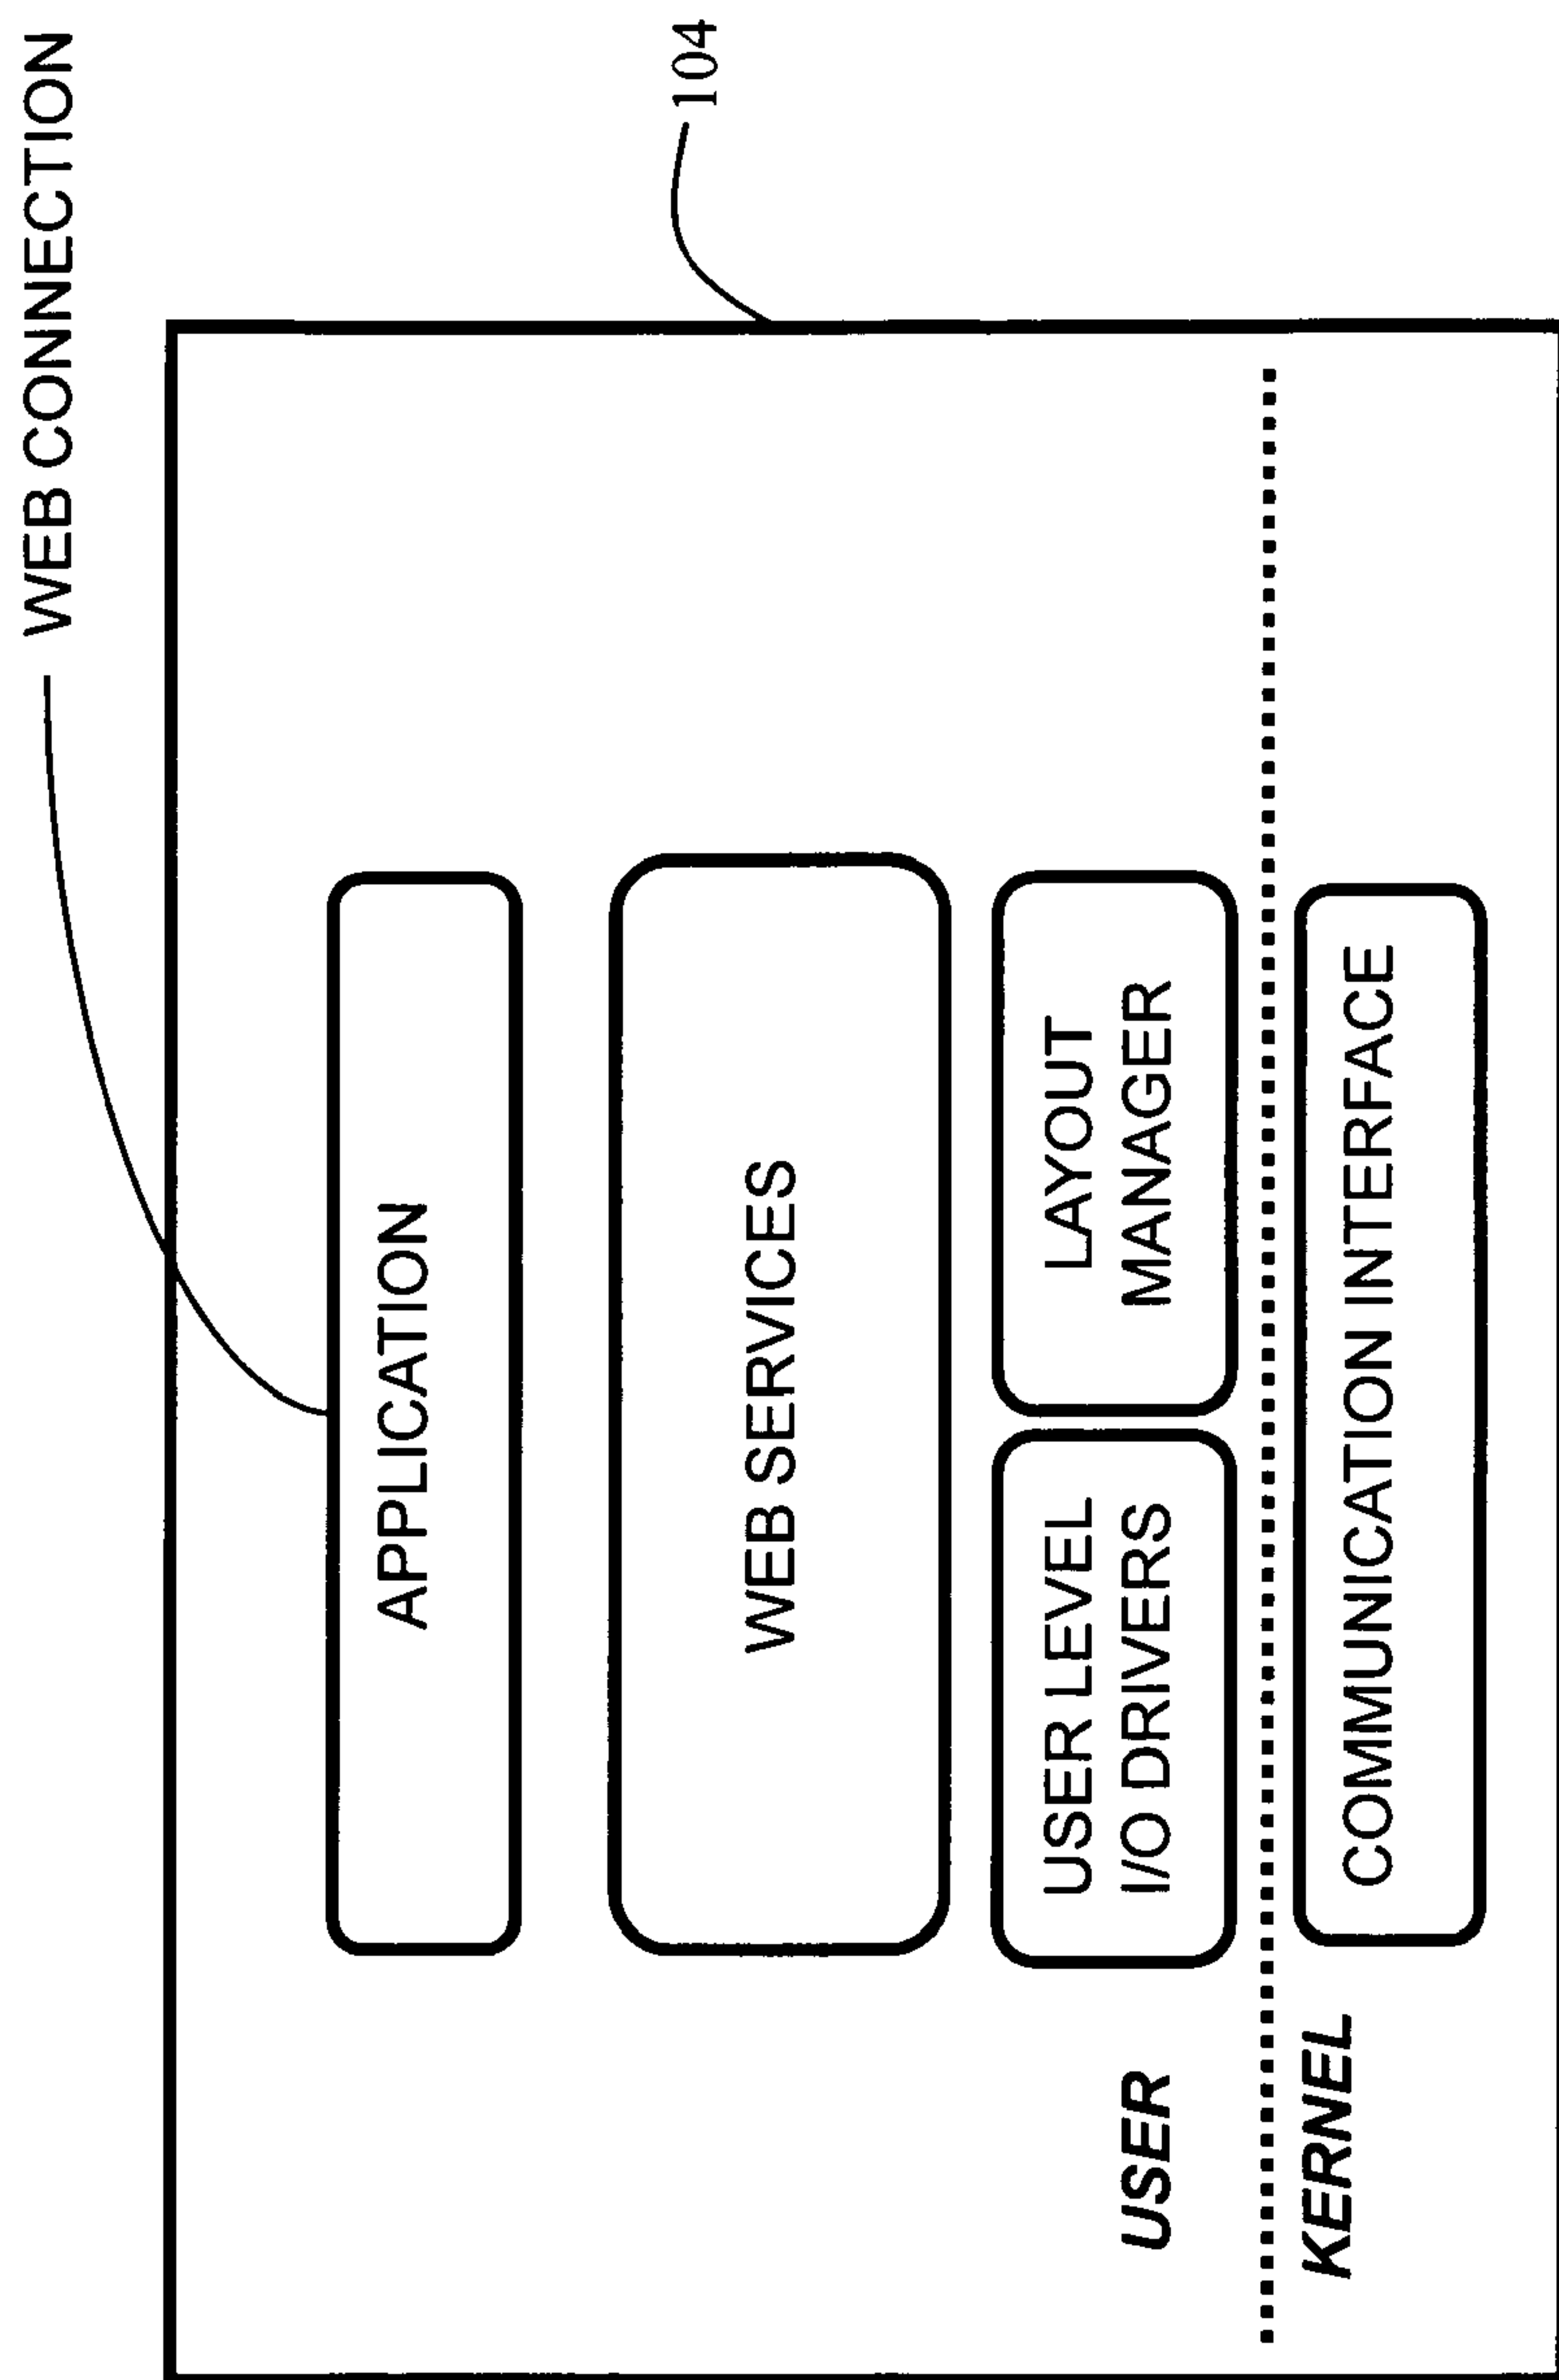 WEB CONNECTION
104
APPLICATION
WEB SERVICES
USER LEVEL
I/O DRIVERS
LAYOUT
MANAGER
USER
KERNEL
COMMUNICATION INTERFACE